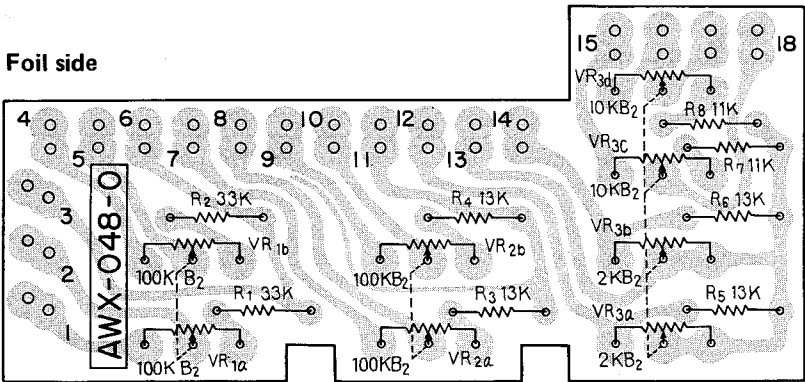 Foil side
15
18
VR3d
10KB2
R8 11K
VR3c
R7 11K
10KB2
4
6
8
10
12
14
5
7
9
11
13
AWX-048-0
3
2
1
R2 33K
VR1b
100K B2
R4 13K
VR2b
100KB2
R6 13K
VR3b
2KB2
R1 33K
100K B2
VR1a
R3 13K
100KB2
VR2a
R5 13K
VR3a
2KB2